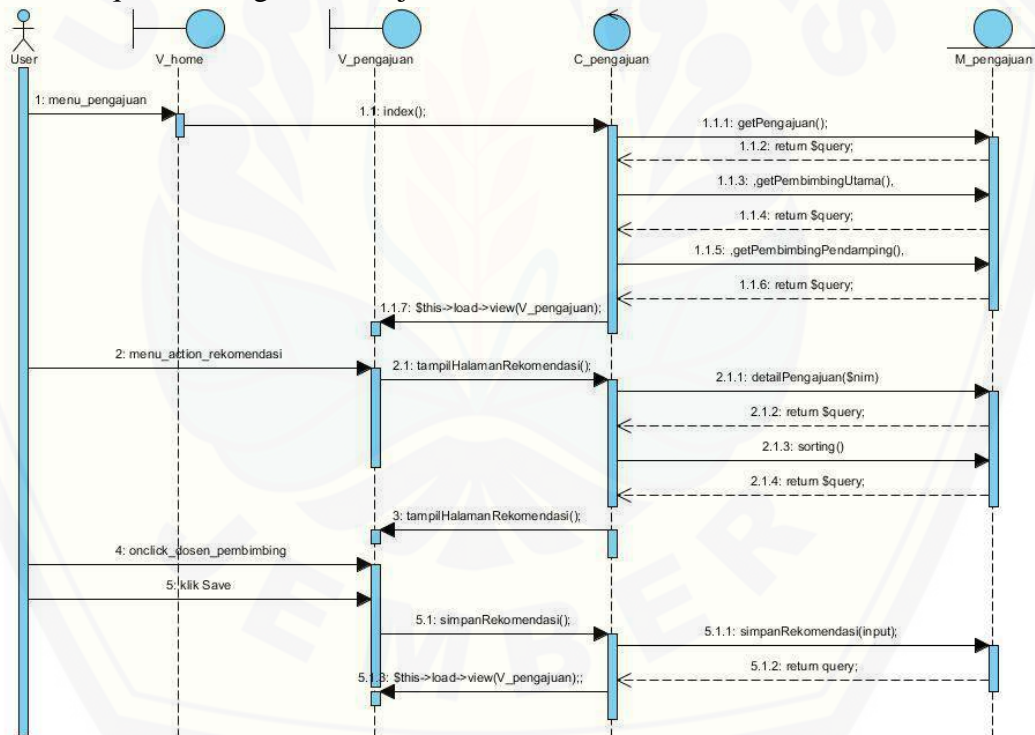 User
V_home
V_pengajuan
C_pengajuan
M_pengajuan
1: menu_pengajuan
1.1: index();
1.1.1: getPengajuan();
1.1.2: return $query;
1.1.3: ,getPembimbingUtama(),
1.1.4: return $query;
1.1.5: ,getPembimbingPendamping(),
1.1.6: return $query;
1.1.7: $this->load->view(V_pengajuan);
2: menu_action_rekomendasi
2.1: tampilHalamanRekomendasi();
2.1.1: detailPengajuan($nim)
2.1.2: return $query;
2.1.3: sorting()
2.1.4: return $query;
3: tampilHalamanRekomendasi();
4: onclick_dosen_pembimbing
5: klik Save
5.1: simpanRekomendasi();
5.1.1: simpanRekomendasi(input);
5.1.2: return query;
5.1.3: $this->load->view(V_pengajuan);;
JEMBER